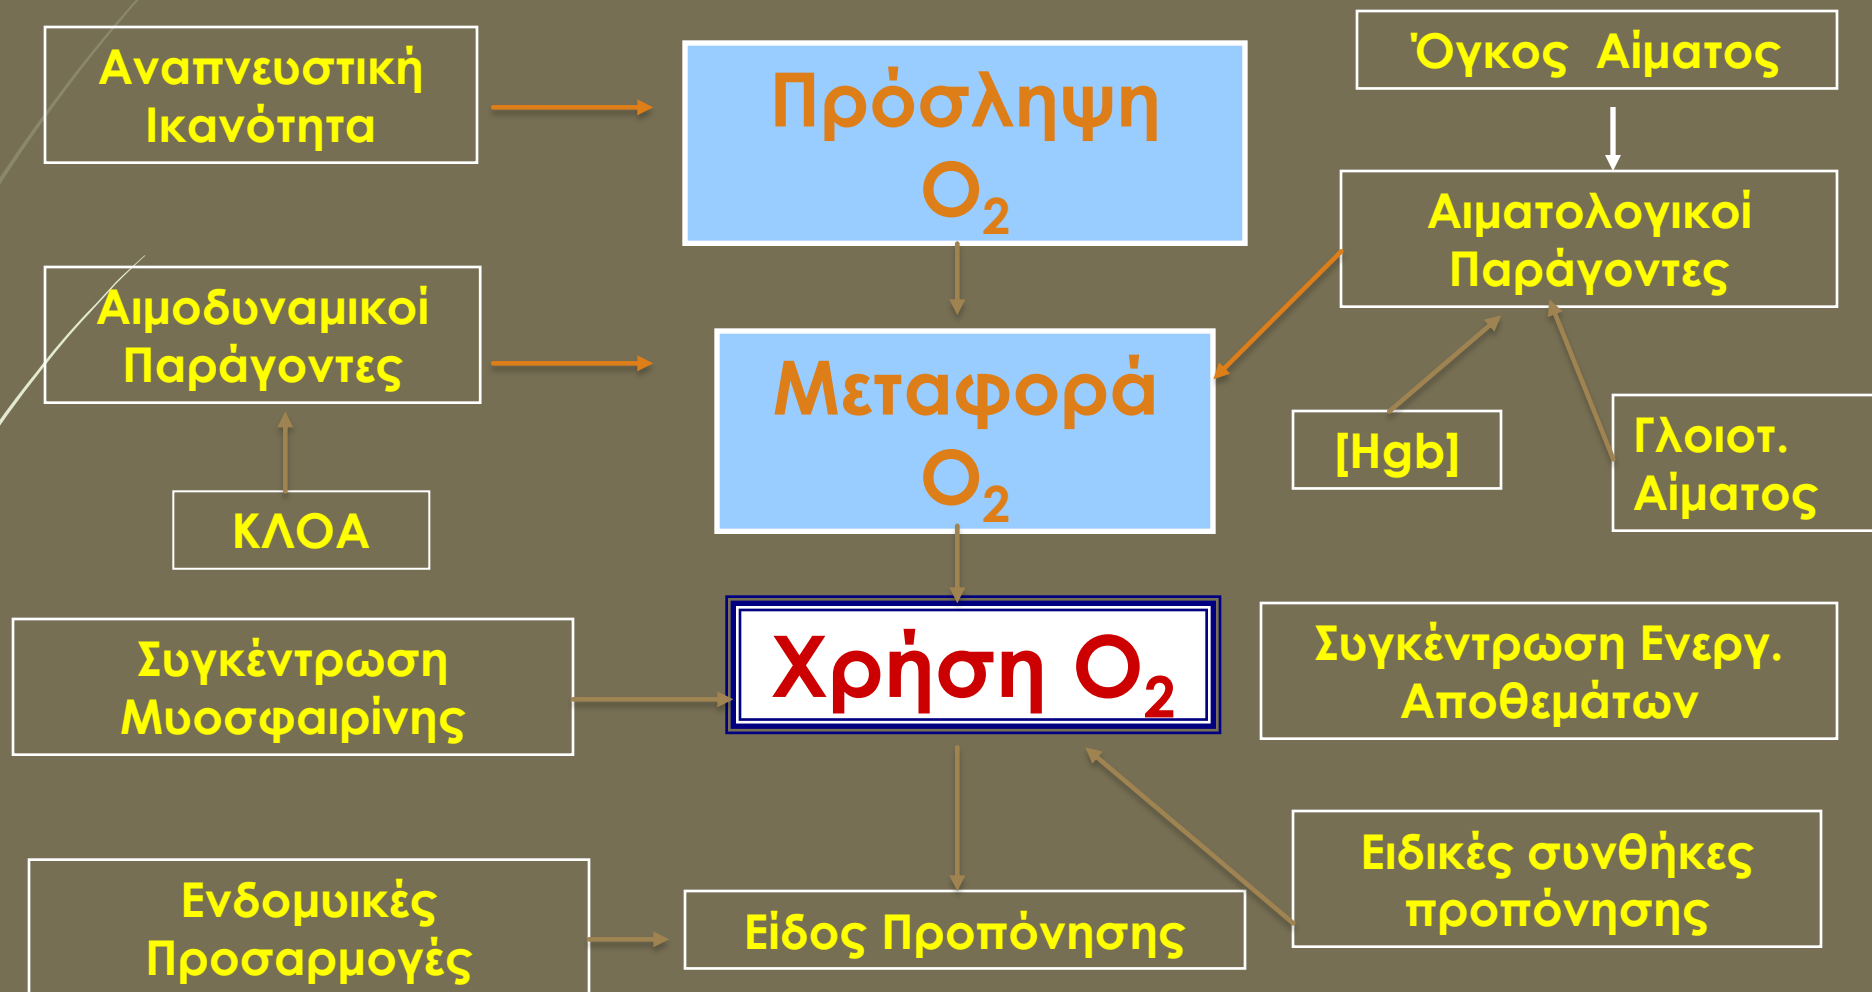 Αναπνευστική
Ικανότητα
Πρόσληψη
O2
Όγκος Αίματος
Αιματολογικοί
Παράγοντες
Αιμοδυναμικοί
Παράγοντες
Μεταφορά
O2
[Hgb]
Γλοιοτ.
Αίματος
ΚΛΟΑ
Συγκέντρωση
Μυοσφαιρίνης
Χρήση O2
Συγκέντρωση Ενεργ.
Αποθεμάτων
Ενδομυικές
Προσαρμογές
Είδος Προπόνησης
Ειδικές συνθήκες
προπόνησης